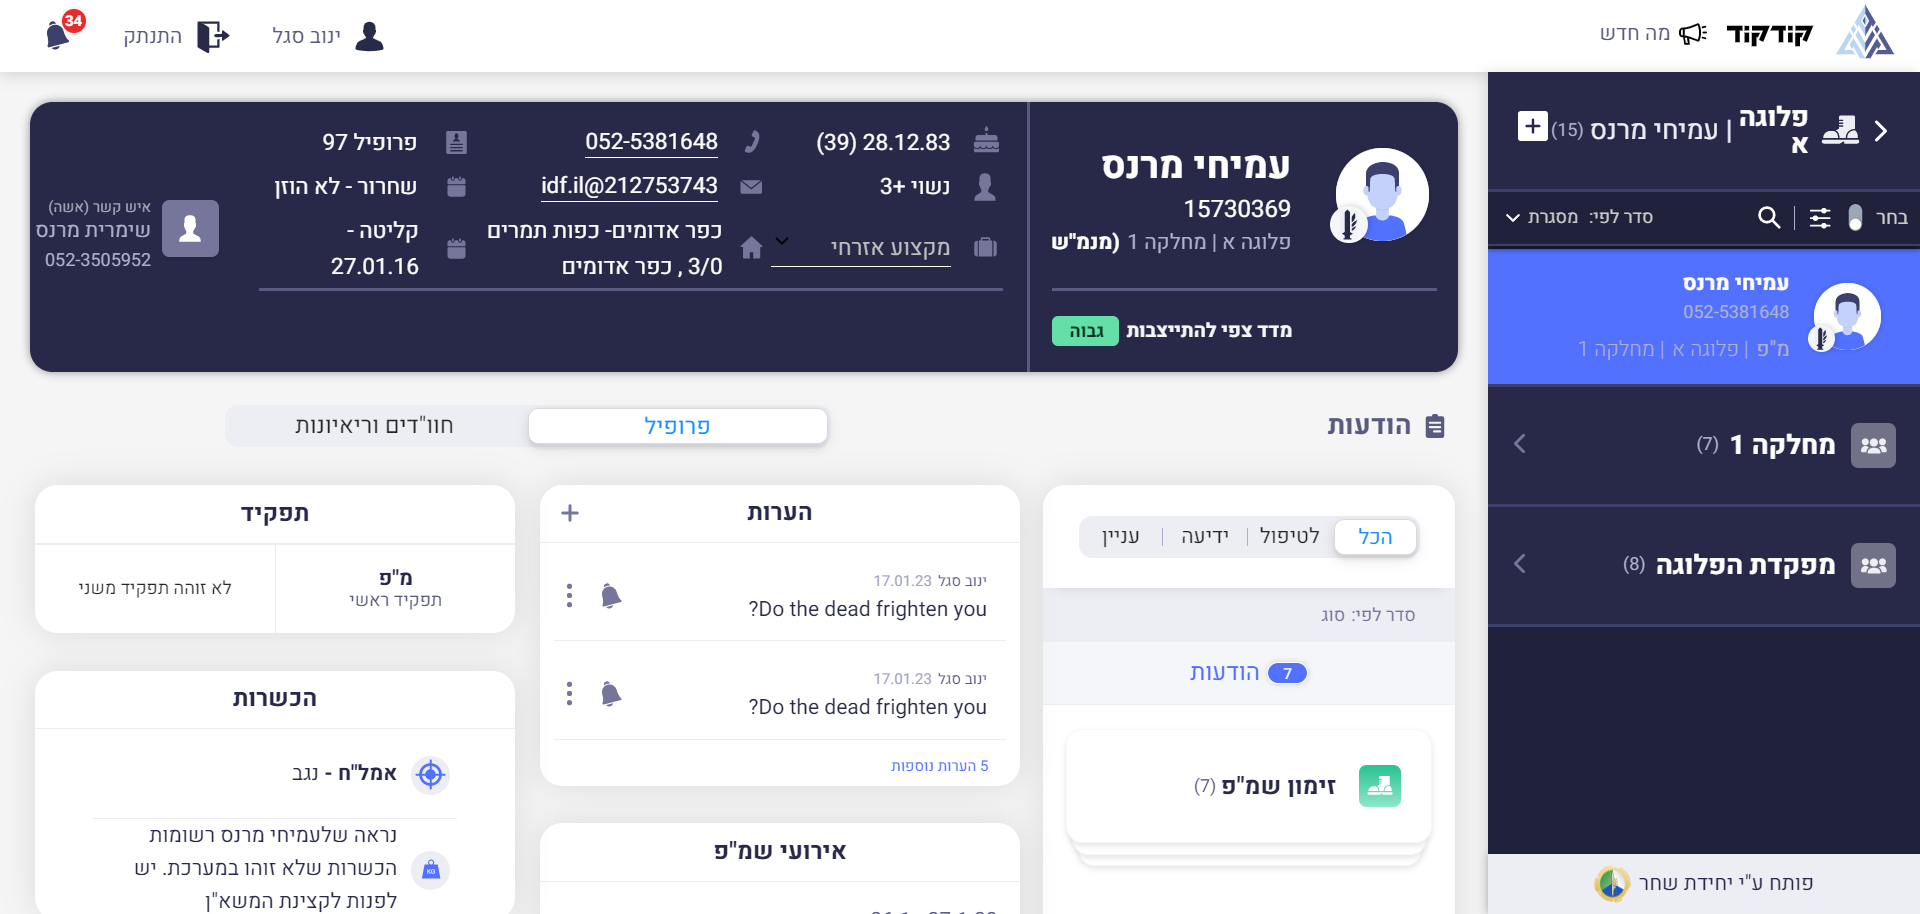 קודקוד
מה חדש
ינוב סגל
התנתק
34
פלוגה א | עמיחי מרנס (15)
בחר
סדר לפי: מסגרת
עמיחי מרנס
052-5381648
מ"פ | פלוגה א | מחלקה 1
מחלקה 1 (7)
מפקדת הפלוגה (8)
פותח ע"י יחידת שחר
עמיחי מרנס
15730369
פלוגה א | מחלקה 1 (מנמ"ש
מדד צפי להתייצבות גבוה
28.12.83 (39)
נשוי +3
מקצוע אזרחי
052-5381648
212753743@idf.il
כפר אדומים- כפות תמרים
3/0 , כפר אדומים
פרופיל 97
שחרור - לא הוזן
קליטה -
27.01.16
איש קשר (אשה)
שימרית מרנס
052-3505952
הודעות
פרופיל
חוו"דים וריאיונות
הכל
לטיפול
ידיעה
עניין
סדר לפי: סוג
7 הודעות
זימון שמ"פ (7)
הערות
ינוב סגל 17.01.23
Do the dead frighten you?
ינוב סגל 17.01.23
Do the dead frighten you?
5 הערות נוספות
אירועי שמ"פ
תפקיד
מ"פ
תפקיד ראשי
לא זוהה תפקיד משני
הכשרות
אמל"ח - נגב
KG
נראה שלעמיחי מרנס רשומות
הכשרות שלא זוהו במערכת. יש
לפנות לקצינת המשא"ן